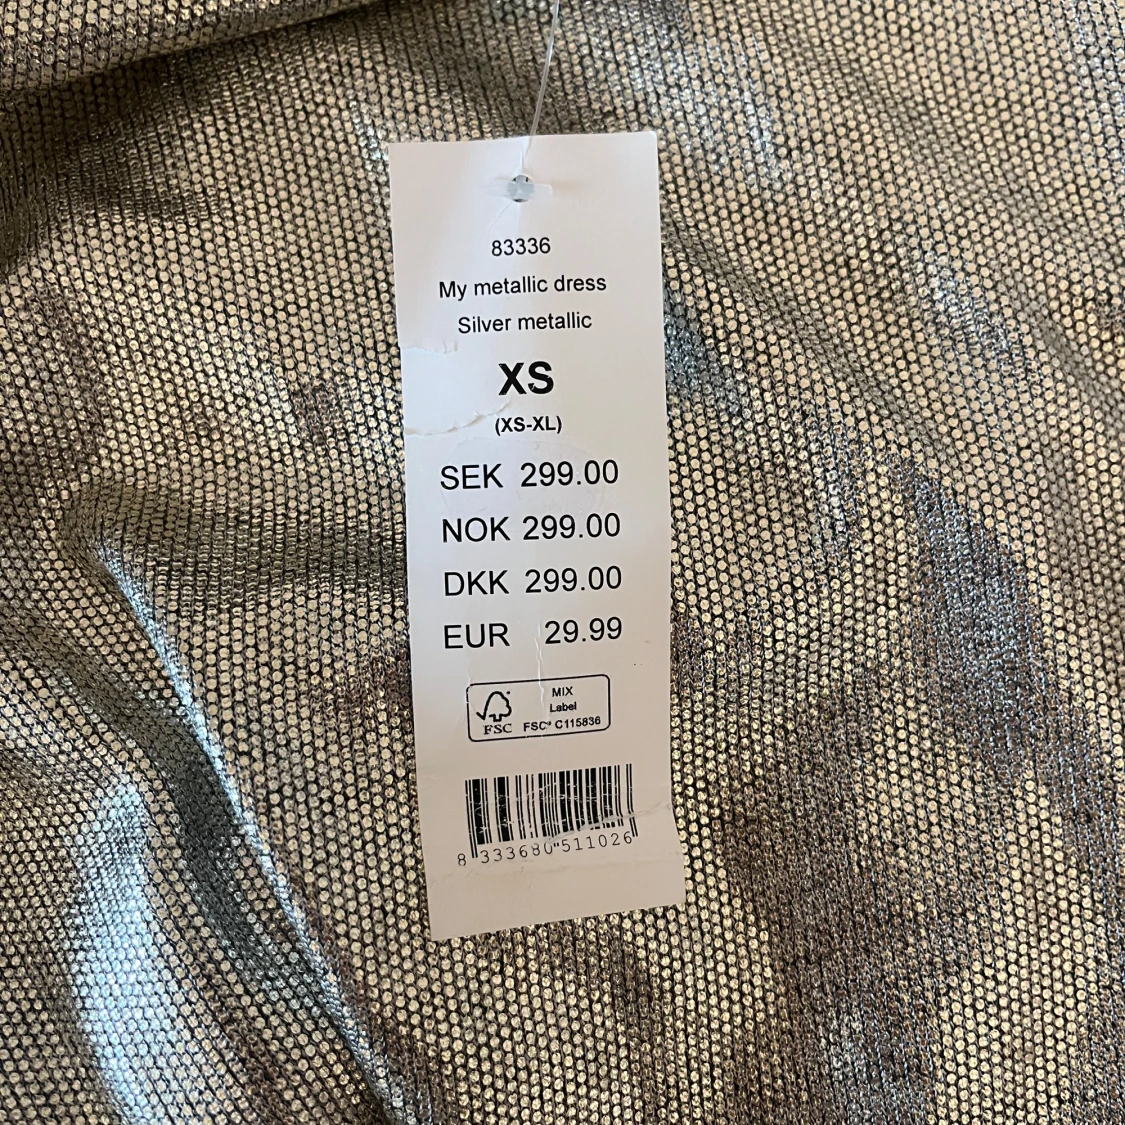 83336
My metallic dress
Silver metallic
XS
(XS-XL)
SEK 299.00
NOK 299.00
DKK 299.00
EUR 29.99
MIX
Label
FSC FSC® C115836
8 333680 511026